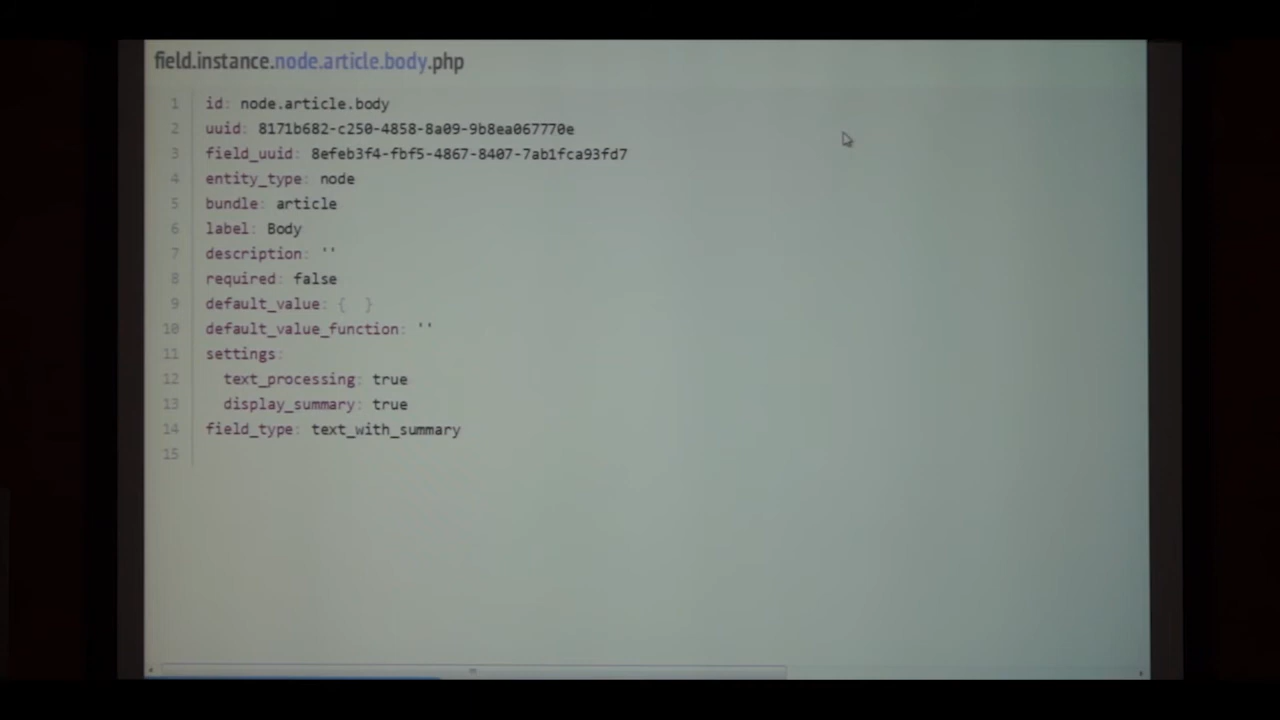 field.instance.node.article.body.php
1 id: node.article.body
2 uuid: 8171b682-c250-4858-8a09-9b8ea067770e
3 field_uuid: 8efeb3f4-fbf5-4867-8407-7ab1fca93fd7
4 entity_type: node
5 bundle: article
6 label: Body
7 description: ''
8 required: false
9 default_value: {  }
10 default_value_function: ''
11 settings:
12 text_processing: true
13 display_summary: true
14 field_type: text_with_summary
15